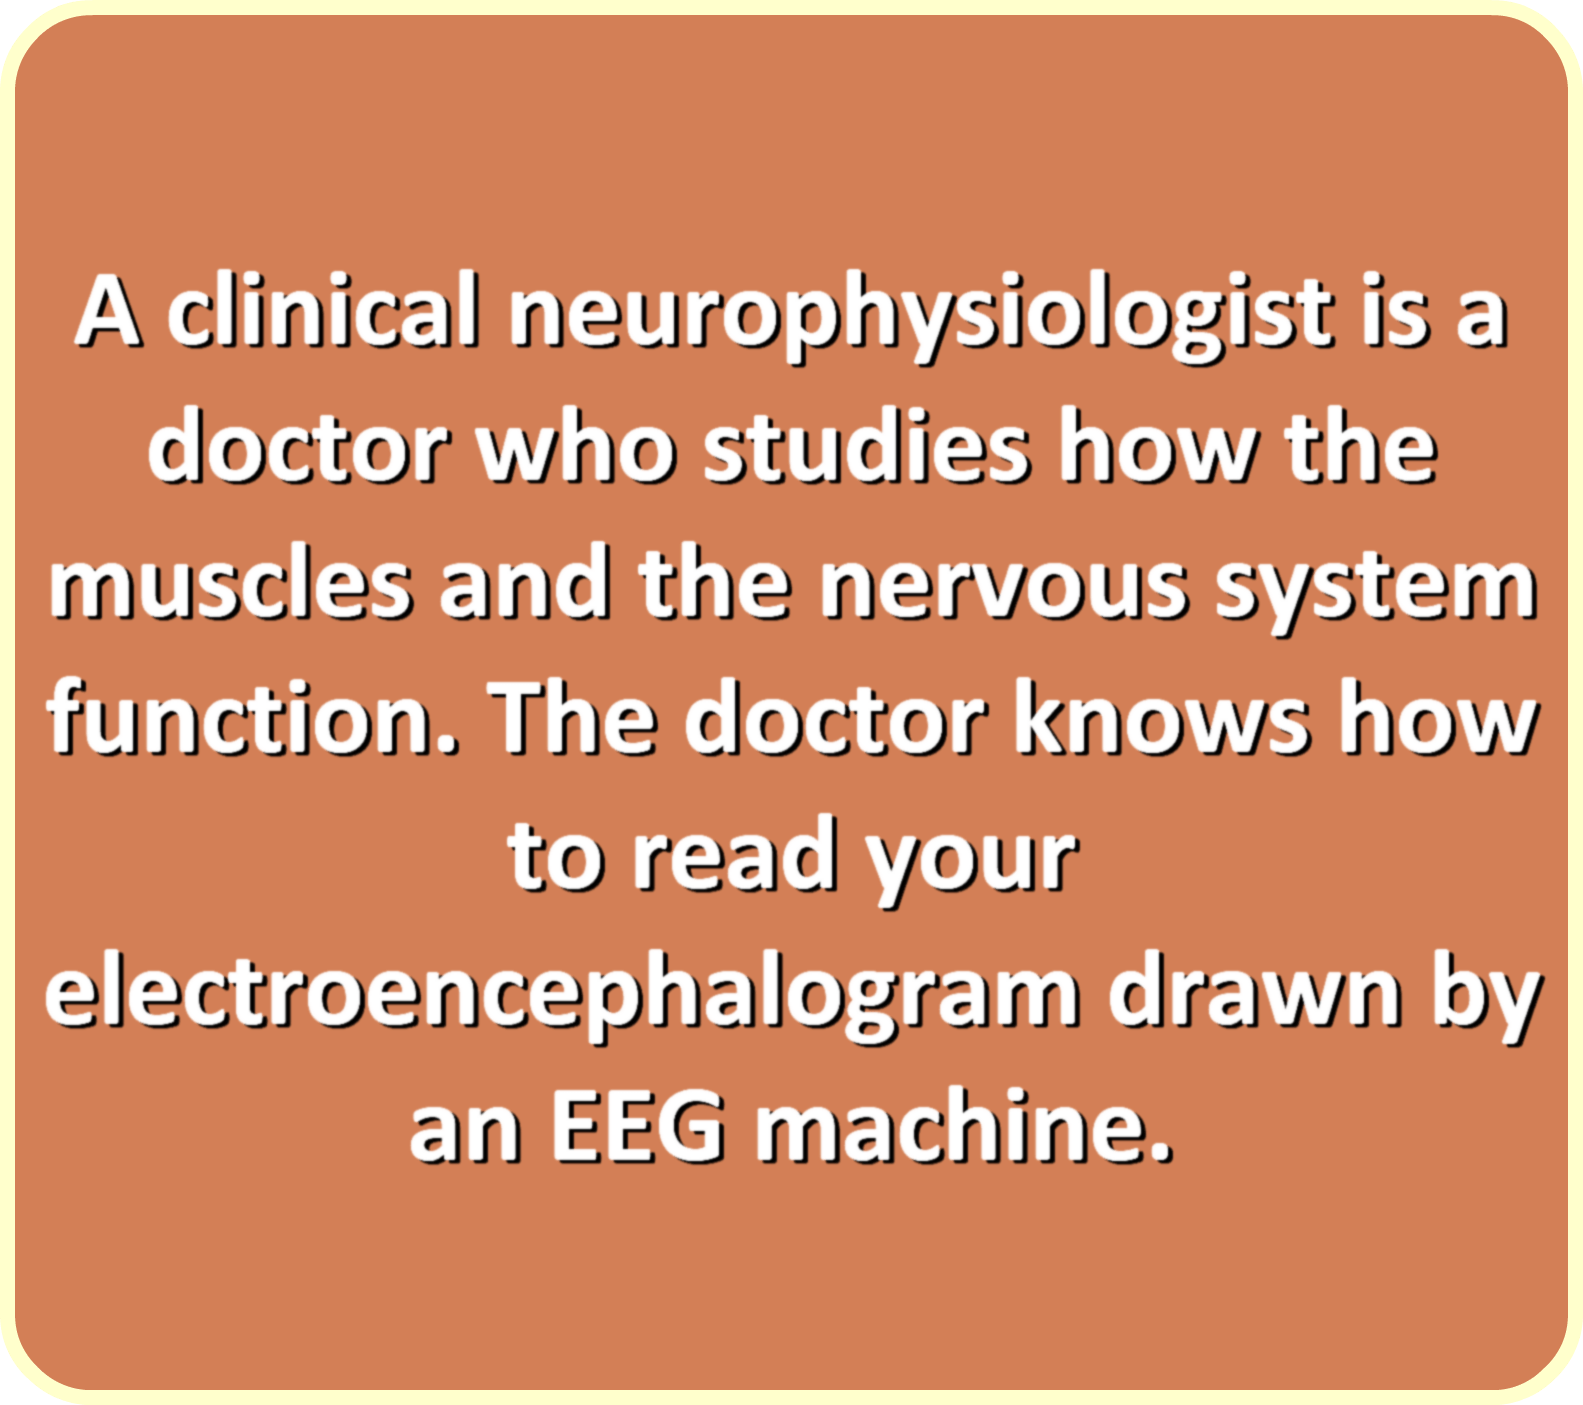 A clinical neurophysiologist is a
doctor who studies how the
muscles and the nervous system
function. The doctor knows how
to read your
electroencephalogram drawn by
an EEG machine.